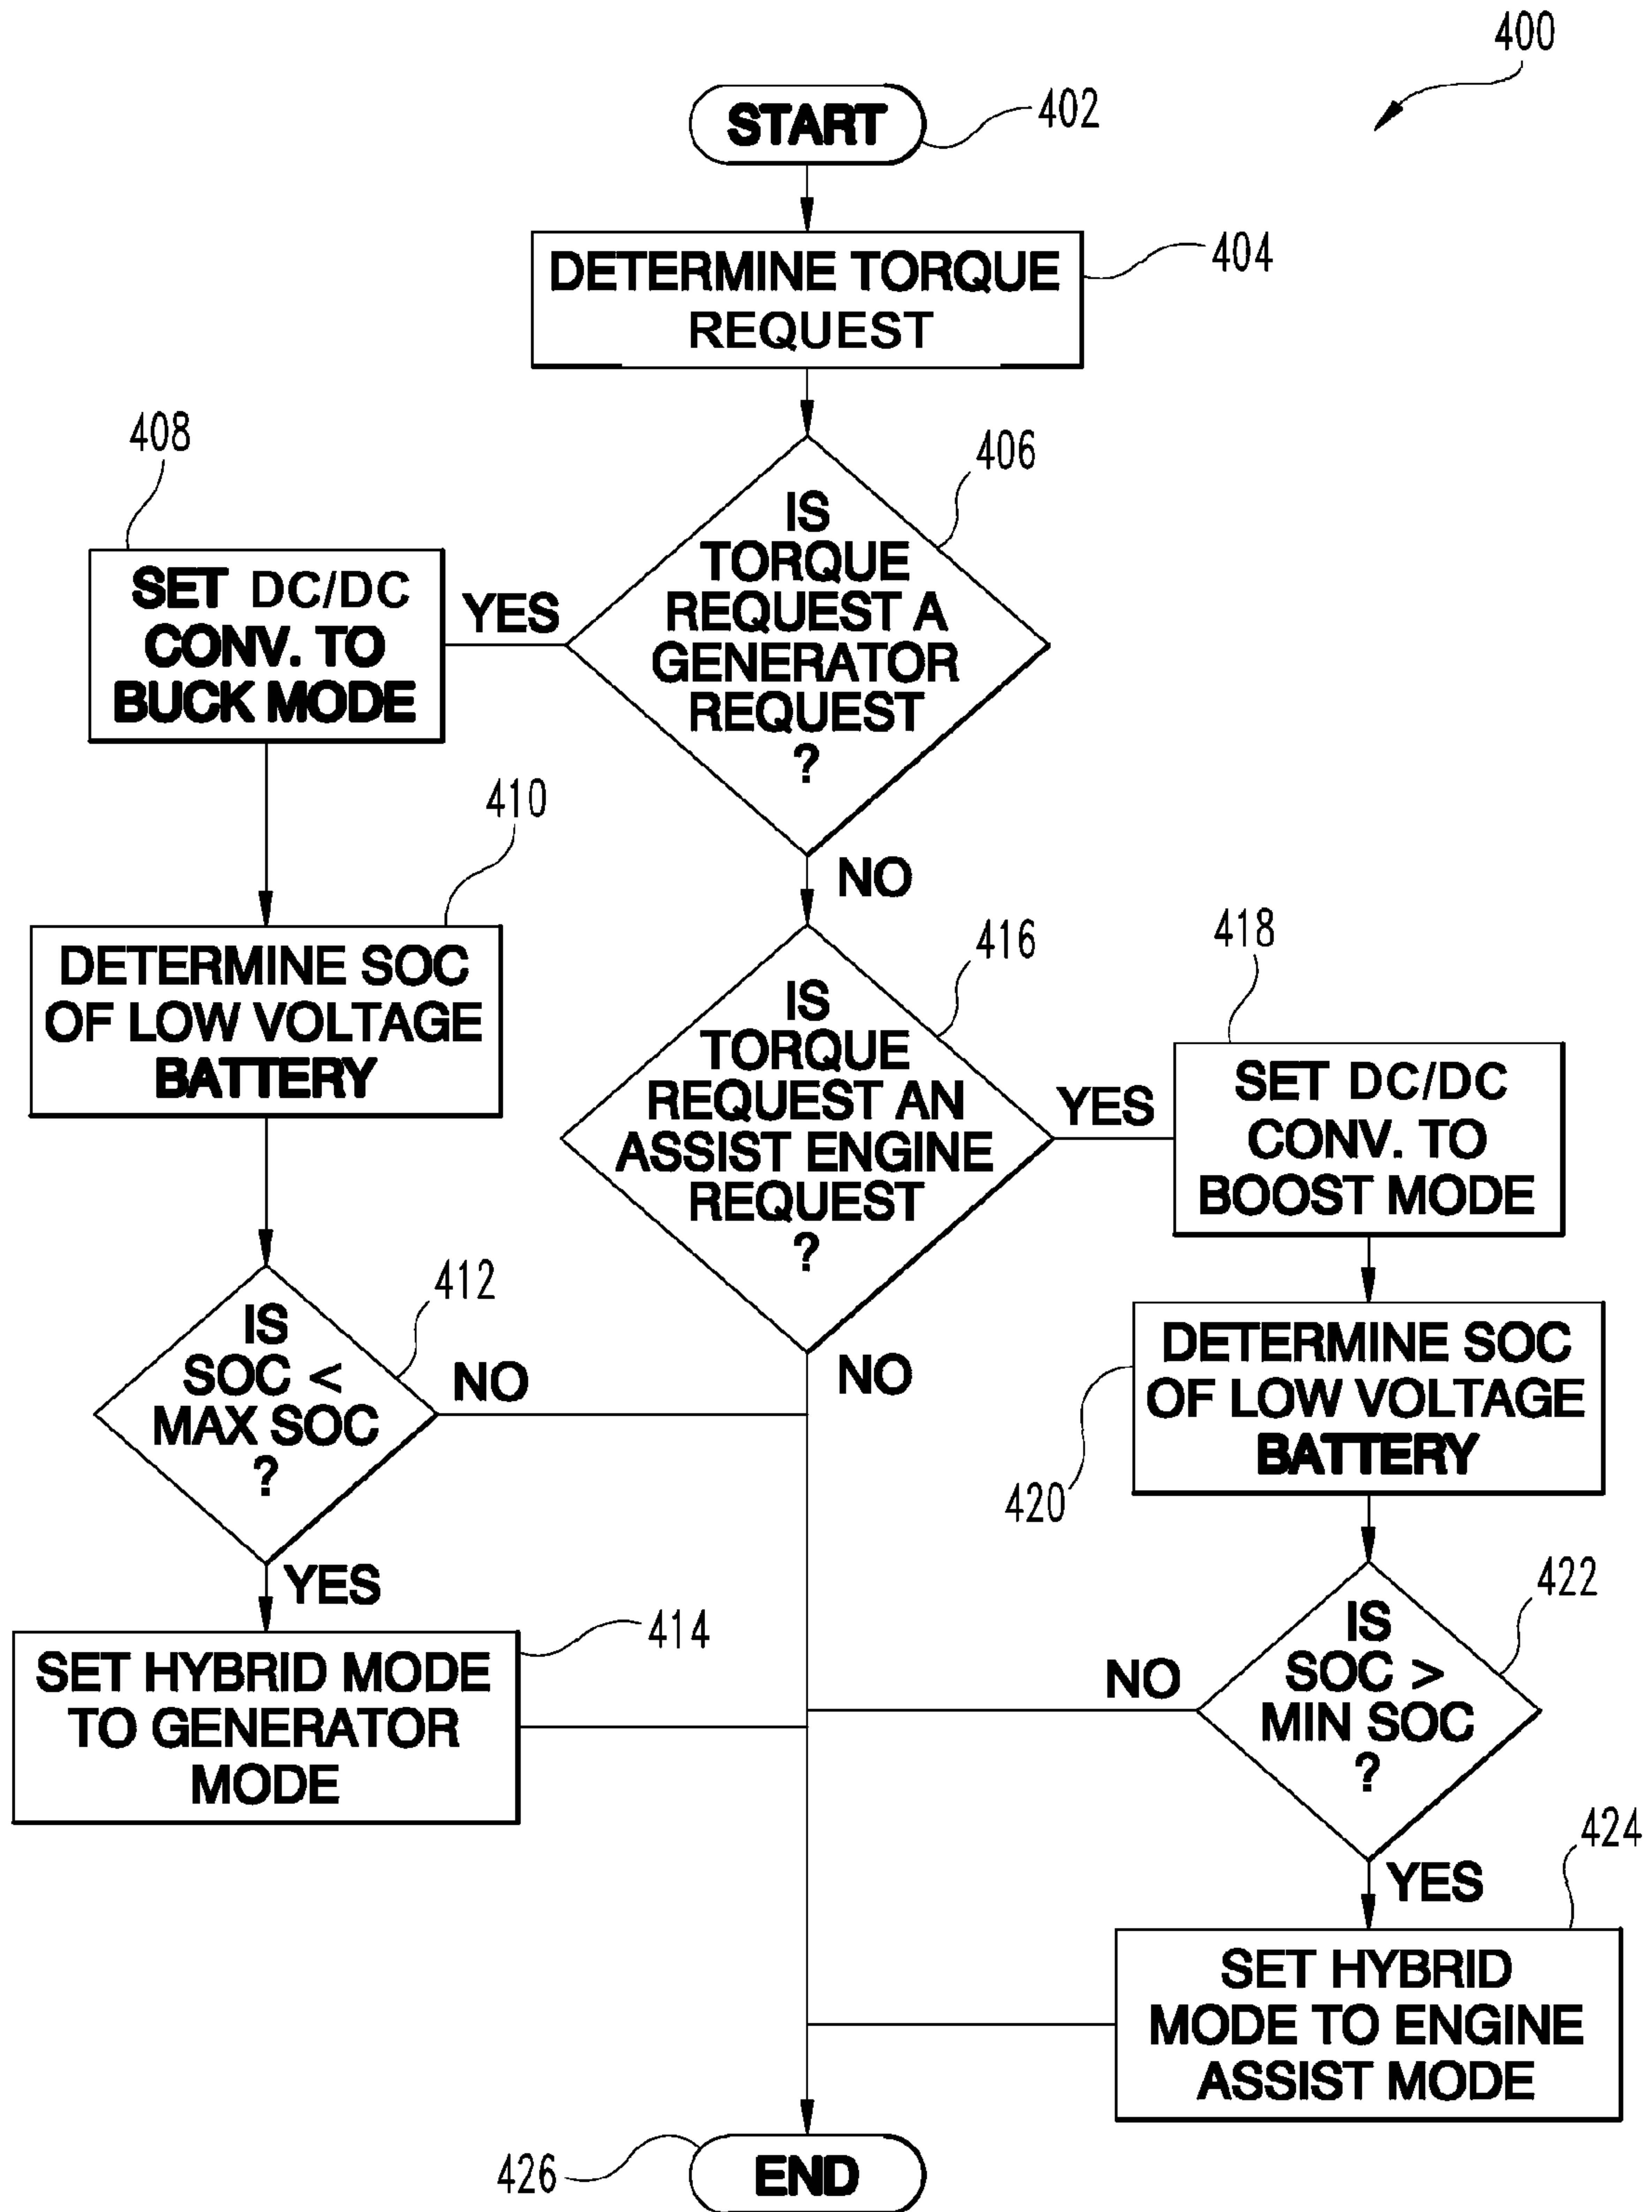 400
START
402
DETERMINE TORQUE
REQUEST
404
406
IS
TORQUE
REQUEST A
GENERATOR
REQUEST
?
YES
408
SET DC/DC
CONV. TO
BUCK MODE
410
DETERMINE SOC
OF LOW VOLTAGE
BATTERY
412
IS
SOC <
MAX SOC
?
NO
YES
414
SET HYBRID MODE
TO GENERATOR
MODE
NO
416
IS
TORQUE
REQUEST AN
ASSIST ENGINE
REQUEST
?
YES
NO
418
SET DC/DC
CONV. TO
BOOST MODE
DETERMINE SOC
OF LOW VOLTAGE
BATTERY
420
422
IS
SOC >
MIN SOC
?
NO
YES
424
SET HYBRID
MODE TO ENGINE
ASSIST MODE
426
END